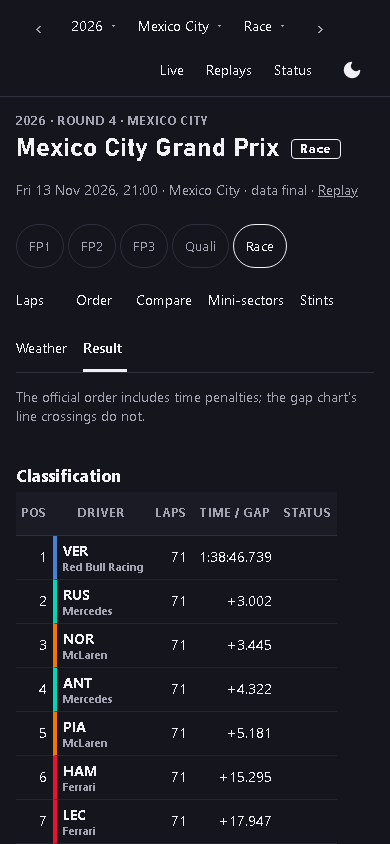 ‹ 2026 Mexico City Race ›
Live Replays Status
2026 · ROUND 4 · MEXICO CITY
Mexico City Grand Prix Race
Fri 13 Nov 2026, 21:00 · Mexico City · data final · Replay
FP1 FP2 FP3 Quali Race
Laps Order Compare Mini-sectors Stints
Weather Result
The official order includes time penalties; the gap chart's
line crossings do not.
Classification
POS DRIVER LAPS TIME / GAP STATUS
1 VER 71 1:38:46.739
Red Bull Racing
2 RUS 71 +3.002
Mercedes
3 NOR 71 +3.445
McLaren
4 ANT 71 +4.322
Mercedes
5 PIA 71 +5.181
McLaren
6 HAM 71 +15.295
Ferrari
7 LEC 71 +17.947
Ferrari